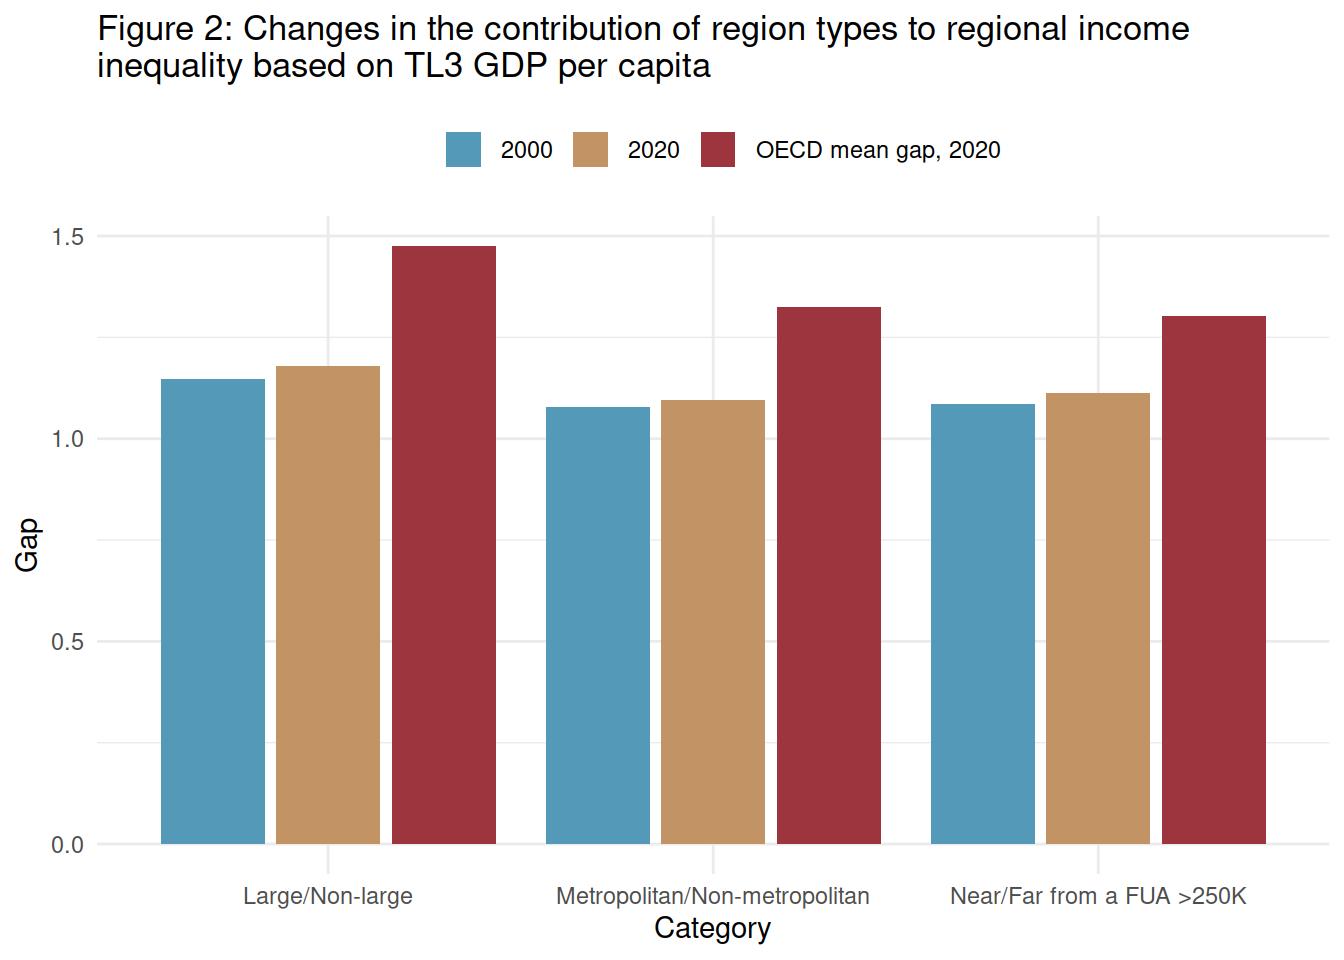 Figure 2: Changes in the contribution of region types to regional income
inequality based on TL3 GDP per capita
2000 2020 OECD mean gap, 2020
1.5
1.0
0.5
0.0
Gap
Large/Non-large Metropolitan/Non-metropolitan Near/Far from a FUA >250K
Category